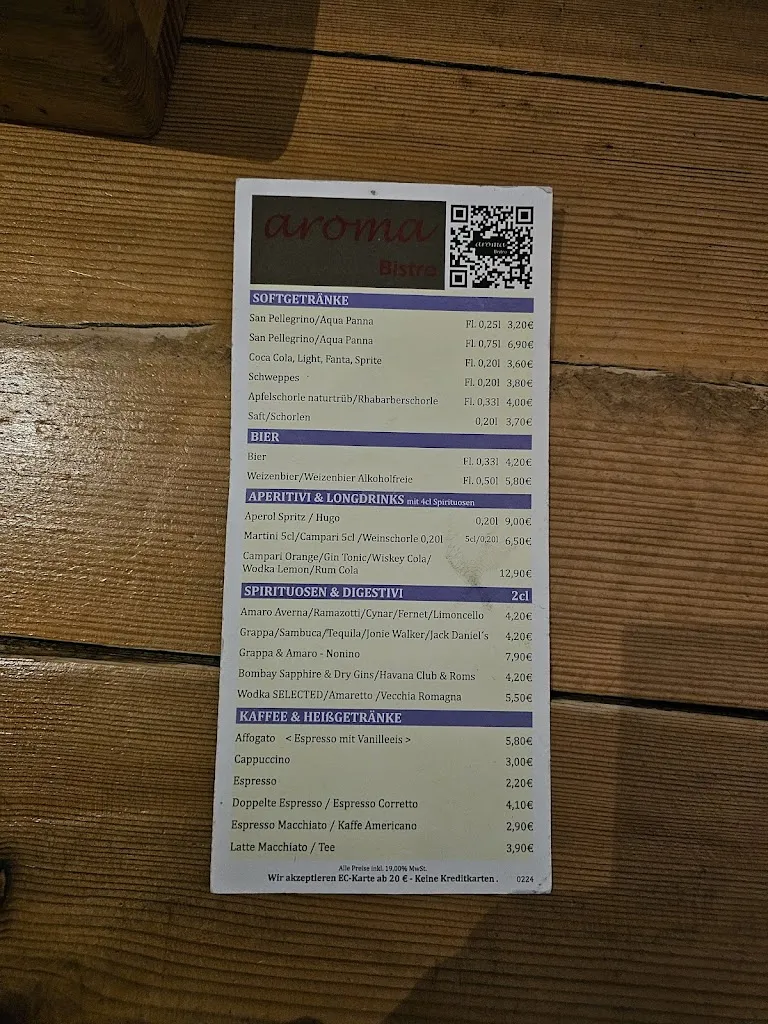 aroma
Bistro
aroma
Bistro
SOFTGETRÄNKE
San Pellegrino/Aqua Panna Fl. 0,25l 3,20€
San Pellegrino/Aqua Panna Fl. 0,75l 6,90€
Coca Cola, Light, Fanta, Sprite Fl. 0,20l 3,60€
Schweppes Fl. 0,20l 3,80€
Apfelschorle naturtrüb/Rhabarberschorle Fl. 0,33l 4,00€
Saft/Schorlen 0,20l 3,70€
BIER
Bier Fl. 0,33l 4,20€
Weizenbier/Weizenbier Alkoholfreie Fl. 0,50l 5,80€
APERITIVI & LONGDRINKS mit 4cl Spirituosen
Aperol Spritz / Hugo 0,20l 9,00€
Martini 5cl/Campari 5cl /Weinschorle 0,20l 5cl/0,20l 6,50€
Campari Orange/Gin Tonic/Wiskey Cola/
Wodka Lemon/Rum Cola 12,90€
SPIRITUOSEN & DIGESTIVI 2cl
Amaro Averna/Ramazotti/Cynar/Fernet/Limoncello 4,20€
Grappa/Sambuca/Tequila/Jonie Walker/Jack Daniel´s 4,20€
Grappa & Amaro - Nonino 7,90€
Bombay Sapphire & Dry Gins/Havana Club & Roms 4,20€
Wodka SELECTED/Amaretto /Vecchia Romagna 5,50€
KAFFEE & HEIßGETRÄNKE
Affogato < Espresso mit Vanilleeis > 5,80€
Cappuccino 3,00€
Espresso 2,20€
Doppelte Espresso / Espresso Corretto 4,10€
Espresso Macchiato / Kaffe Americano 2,90€
Latte Macchiato / Tee 3,90€
Alle Preise inkl. 19,00% MwSt.
Wir akzeptieren EC-Karte ab 20 € - Keine Kreditkarten . 0224